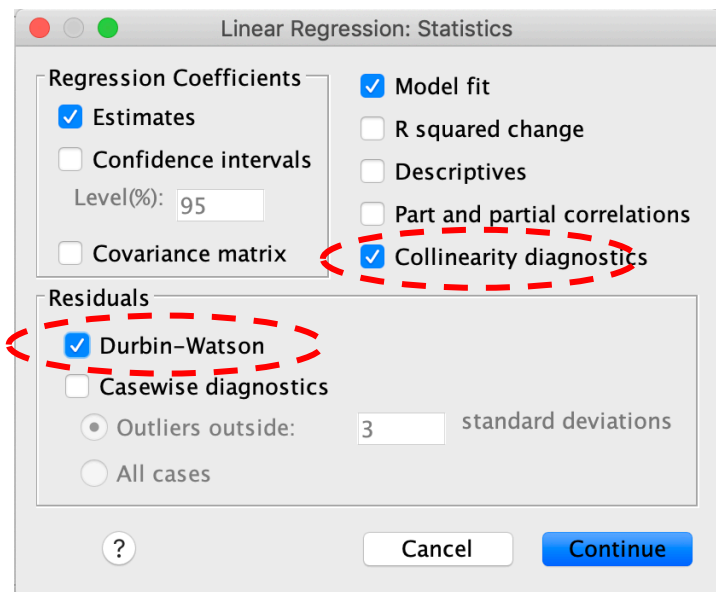 Linear Regression: Statistics
Regression Coefficients
Estimates
Confidence intervals
Level(%): 95
Covariance matrix
Model fit
R squared change
Descriptives
Part and partial correlations
Collinearity diagnostics
Residuals
Durbin-Watson
Casewise diagnostics
Outliers outside: 3 standard deviations
All cases
? Cancel Continue